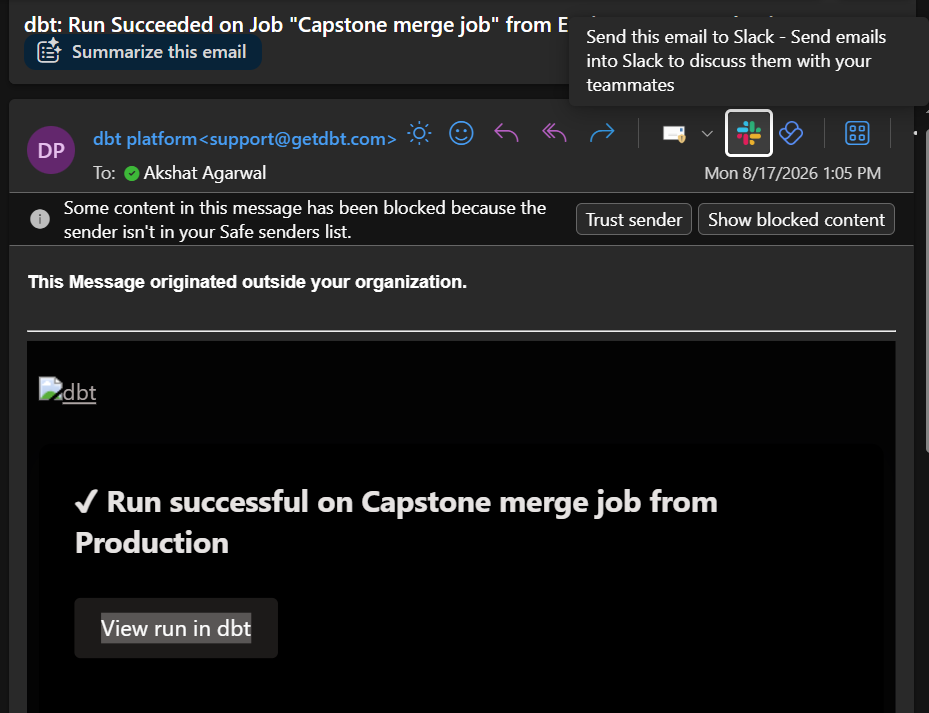 dbt: Run Succeeded on Job "Capstone merge job" from
Summarize this email
Send this email to Slack - Send emails
into Slack to discuss them with your
teammates
DP
dbt platform<support@getdbt.com>
To: Akshat Agarwal
Mon 8/17/2026 1:05 PM
Some content in this message has been blocked because the
sender isn't in your Safe senders list.
Trust sender
Show blocked content
This Message originated outside your organization.
dbt
✓ Run successful on Capstone merge job from
Production
View run in dbt